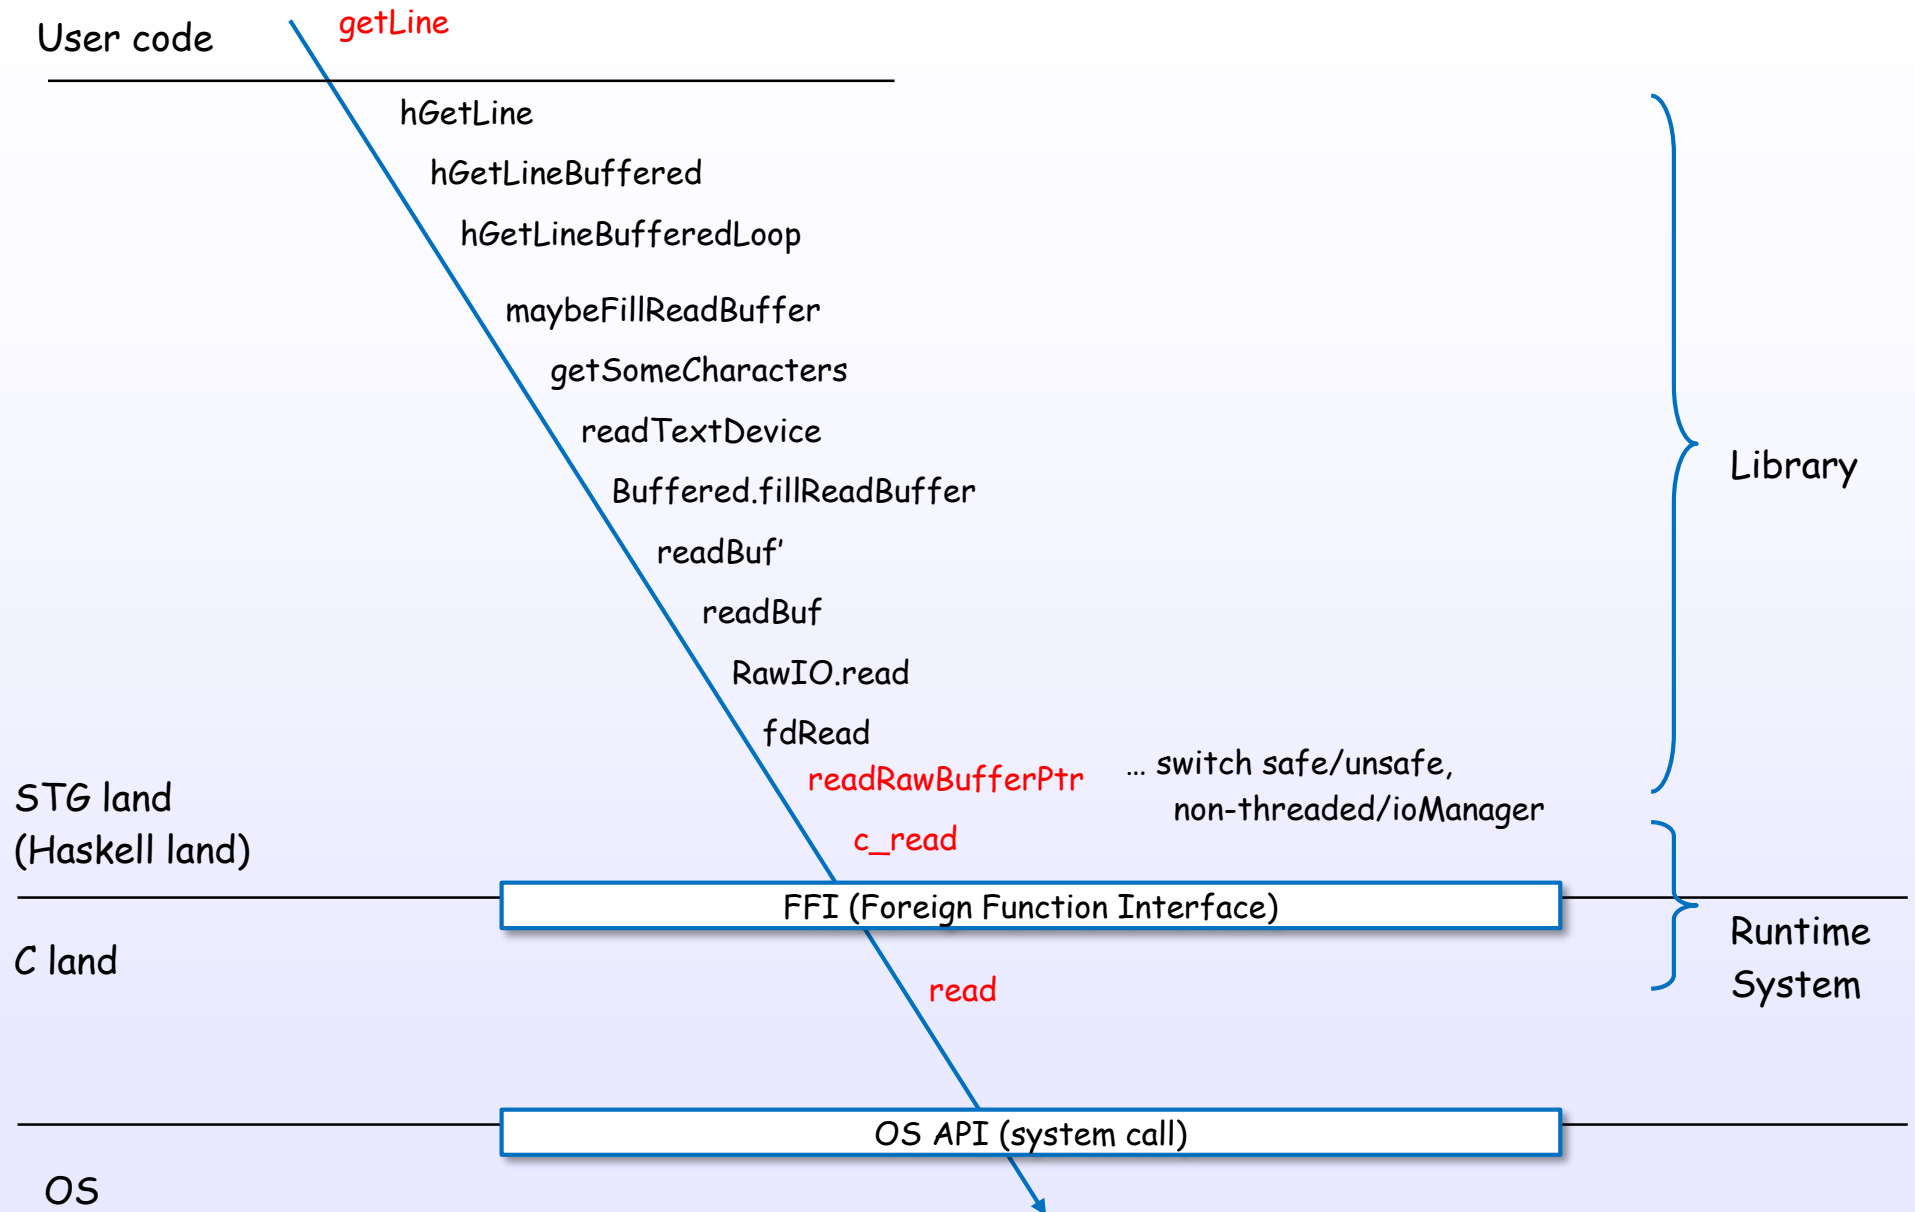 getLine
User code
hGetLine
hGetLineBuffered
hGetLineBufferedLoop
maybeFillReadBuffer
getSomeCharacters
readTextDevice
Library
Buffered.fillReadBuffer
readBuf’
readBuf
RawIO.read
fdRead
readRawBufferPtr
… switch safe/unsafe,
non-threaded/ioManager
STG land
(Haskell land)
c_read
FFI (Foreign Function Interface)
Runtime
System
C land
read
OS API (system call)
OS